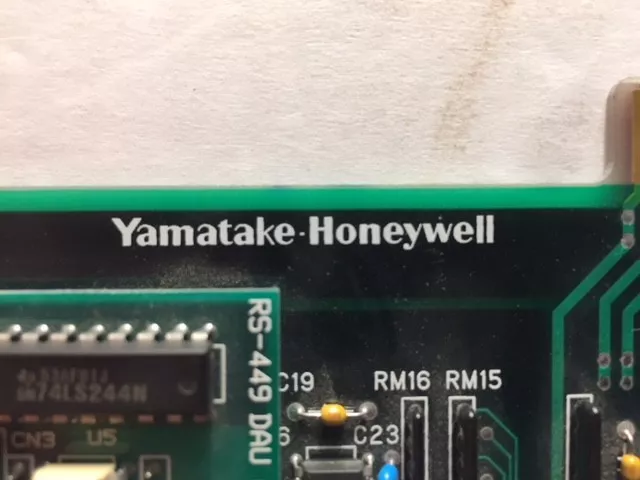 Yamatake·Honeywell
RS-449 DAU
74LS244N
C19
RM16
RM15
C23
CN3
U5